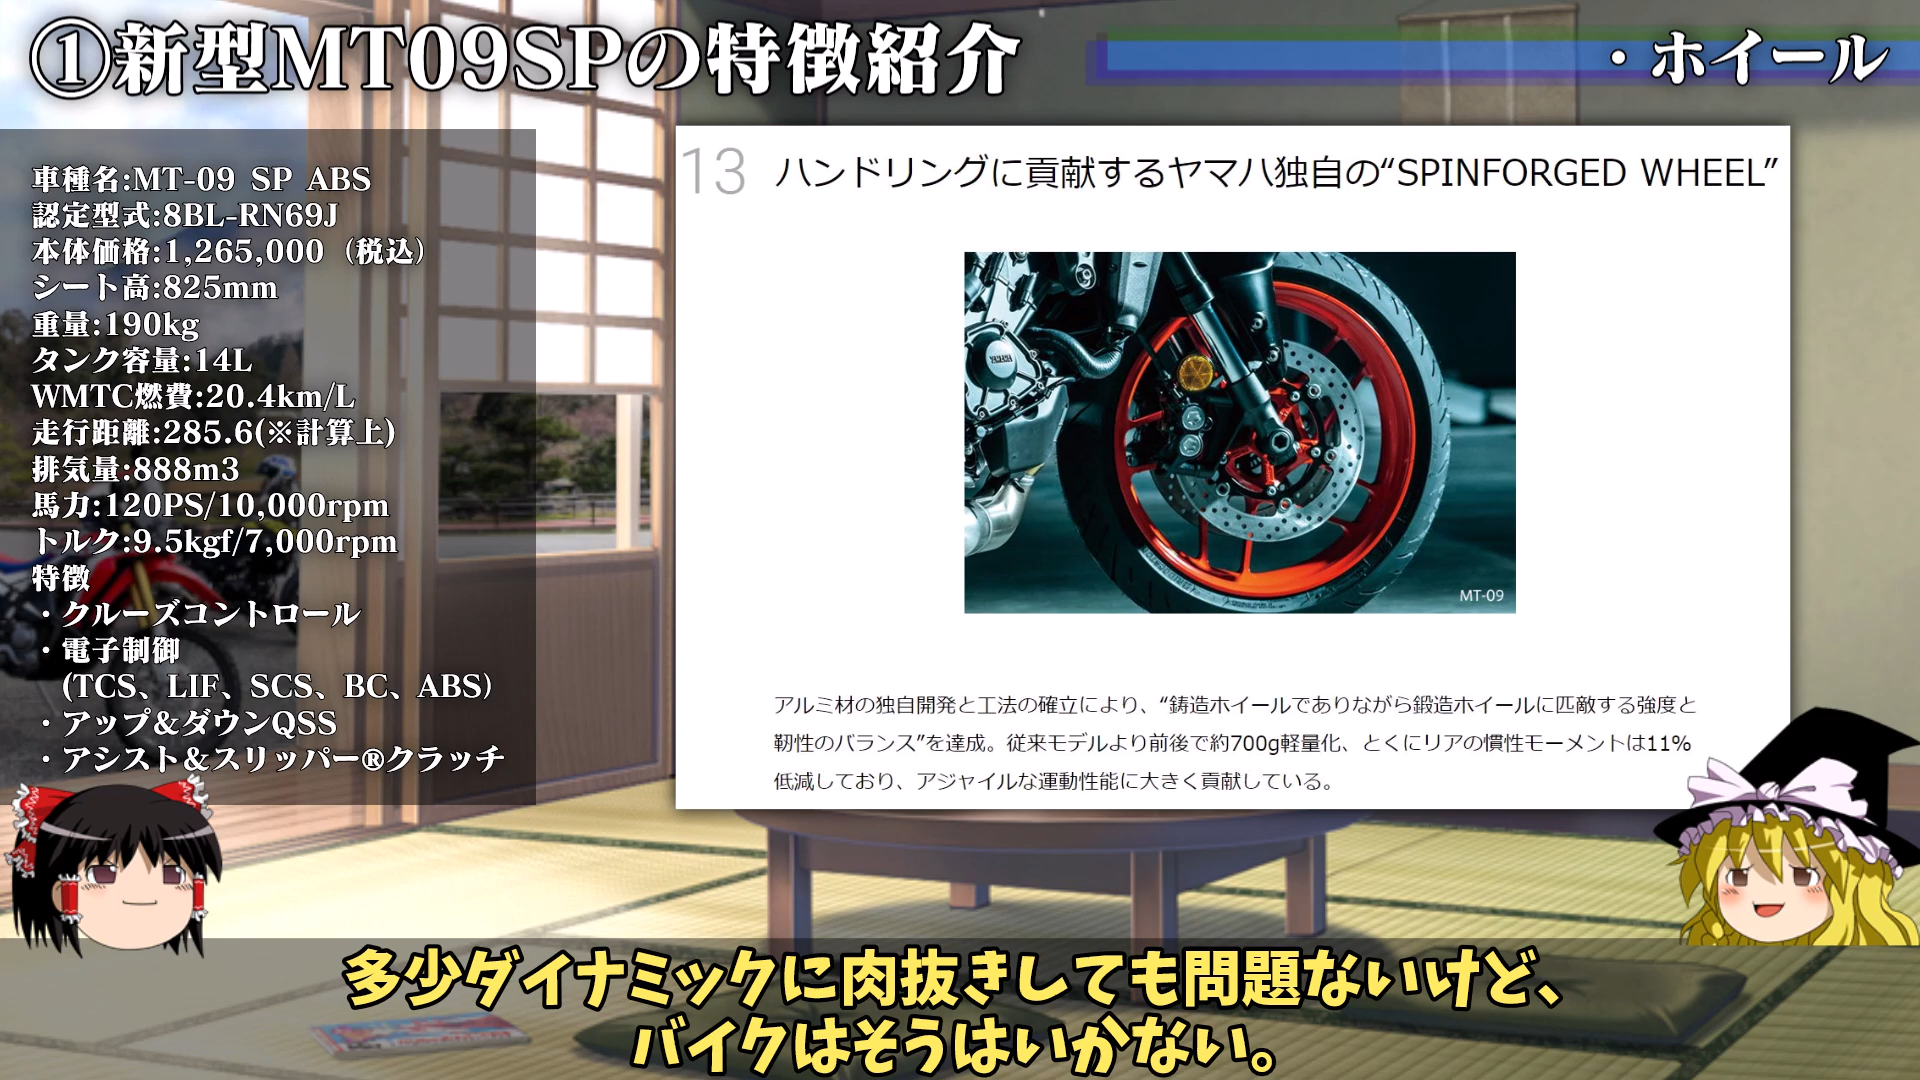 ①新型MT09SPの特徴紹介
・ホイール
車種名:MT-09 SP ABS
認定型式:8BL-RN69J
本体価格:1,265,000（税込）
シート高:825mm
重量:190kg
タンク容量:14L
WMTC燃費:20.4km/L
走行距離:285.6(※計算上)
排気量:888m3
馬力:120PS/10,000rpm
トルク:9.5kgf/7,000rpm
特徴
・クルーズコントロール
・電子制御
(TCS、LIF、SCS、BC、ABS）
・アップ＆ダウンQSS
・アシスト＆スリッパー®クラッチ
13 ハンドリングに貢献するヤマハ独自の“SPINFORGED WHEEL”
YAMAHA
MT-09
アルミ材の独自開発と工法の確立により、“鋳造ホイールでありながら鍛造ホイールに匹敵する強度と
靭性のバランス”を達成。従来モデルより前後で約700g軽量化、とくにリアの慣性モーメントは11%
低減しており、アジャイルな運動性能に大きく貢献している。
多少ダイナミックに肉抜きしても問題ないけど、
バイクはそうはいかない。